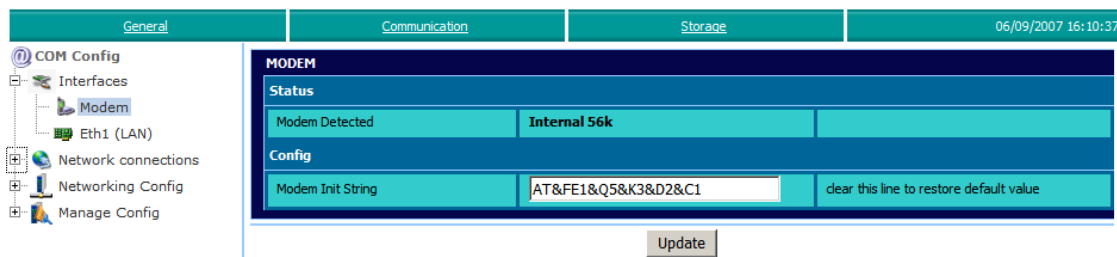 General Communication Storage 06/09/2007 16:10:37
COM Config
Interfaces
Modem
Eth1 (LAN)
Network connections
Networking Config
Manage Config
MODEM
Status
Modem Detected Internal 56k
Config
Modem Init String AT&FE1&Q5&K3&D2&C1 clear this line to restore default value
Update